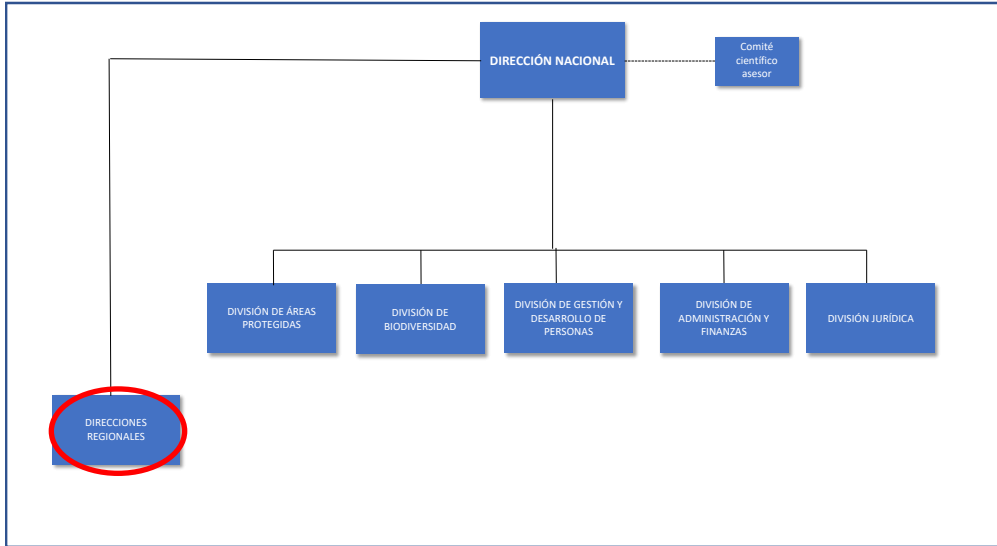 DIRECCIÓN NACIONAL
Comité
científico
asesor
DIVISIÓN DE ÁREAS
PROTEGIDAS
DIVISIÓN DE
BIODIVERSIDAD
DIVISIÓN DE GESTIÓN Y
DESARROLLO DE
PERSONAS
DIVISIÓN DE
ADMINISTRACIÓN Y
FINANZAS
DIVISIÓN JURÍDICA
DIRECCIONES
REGIONALES